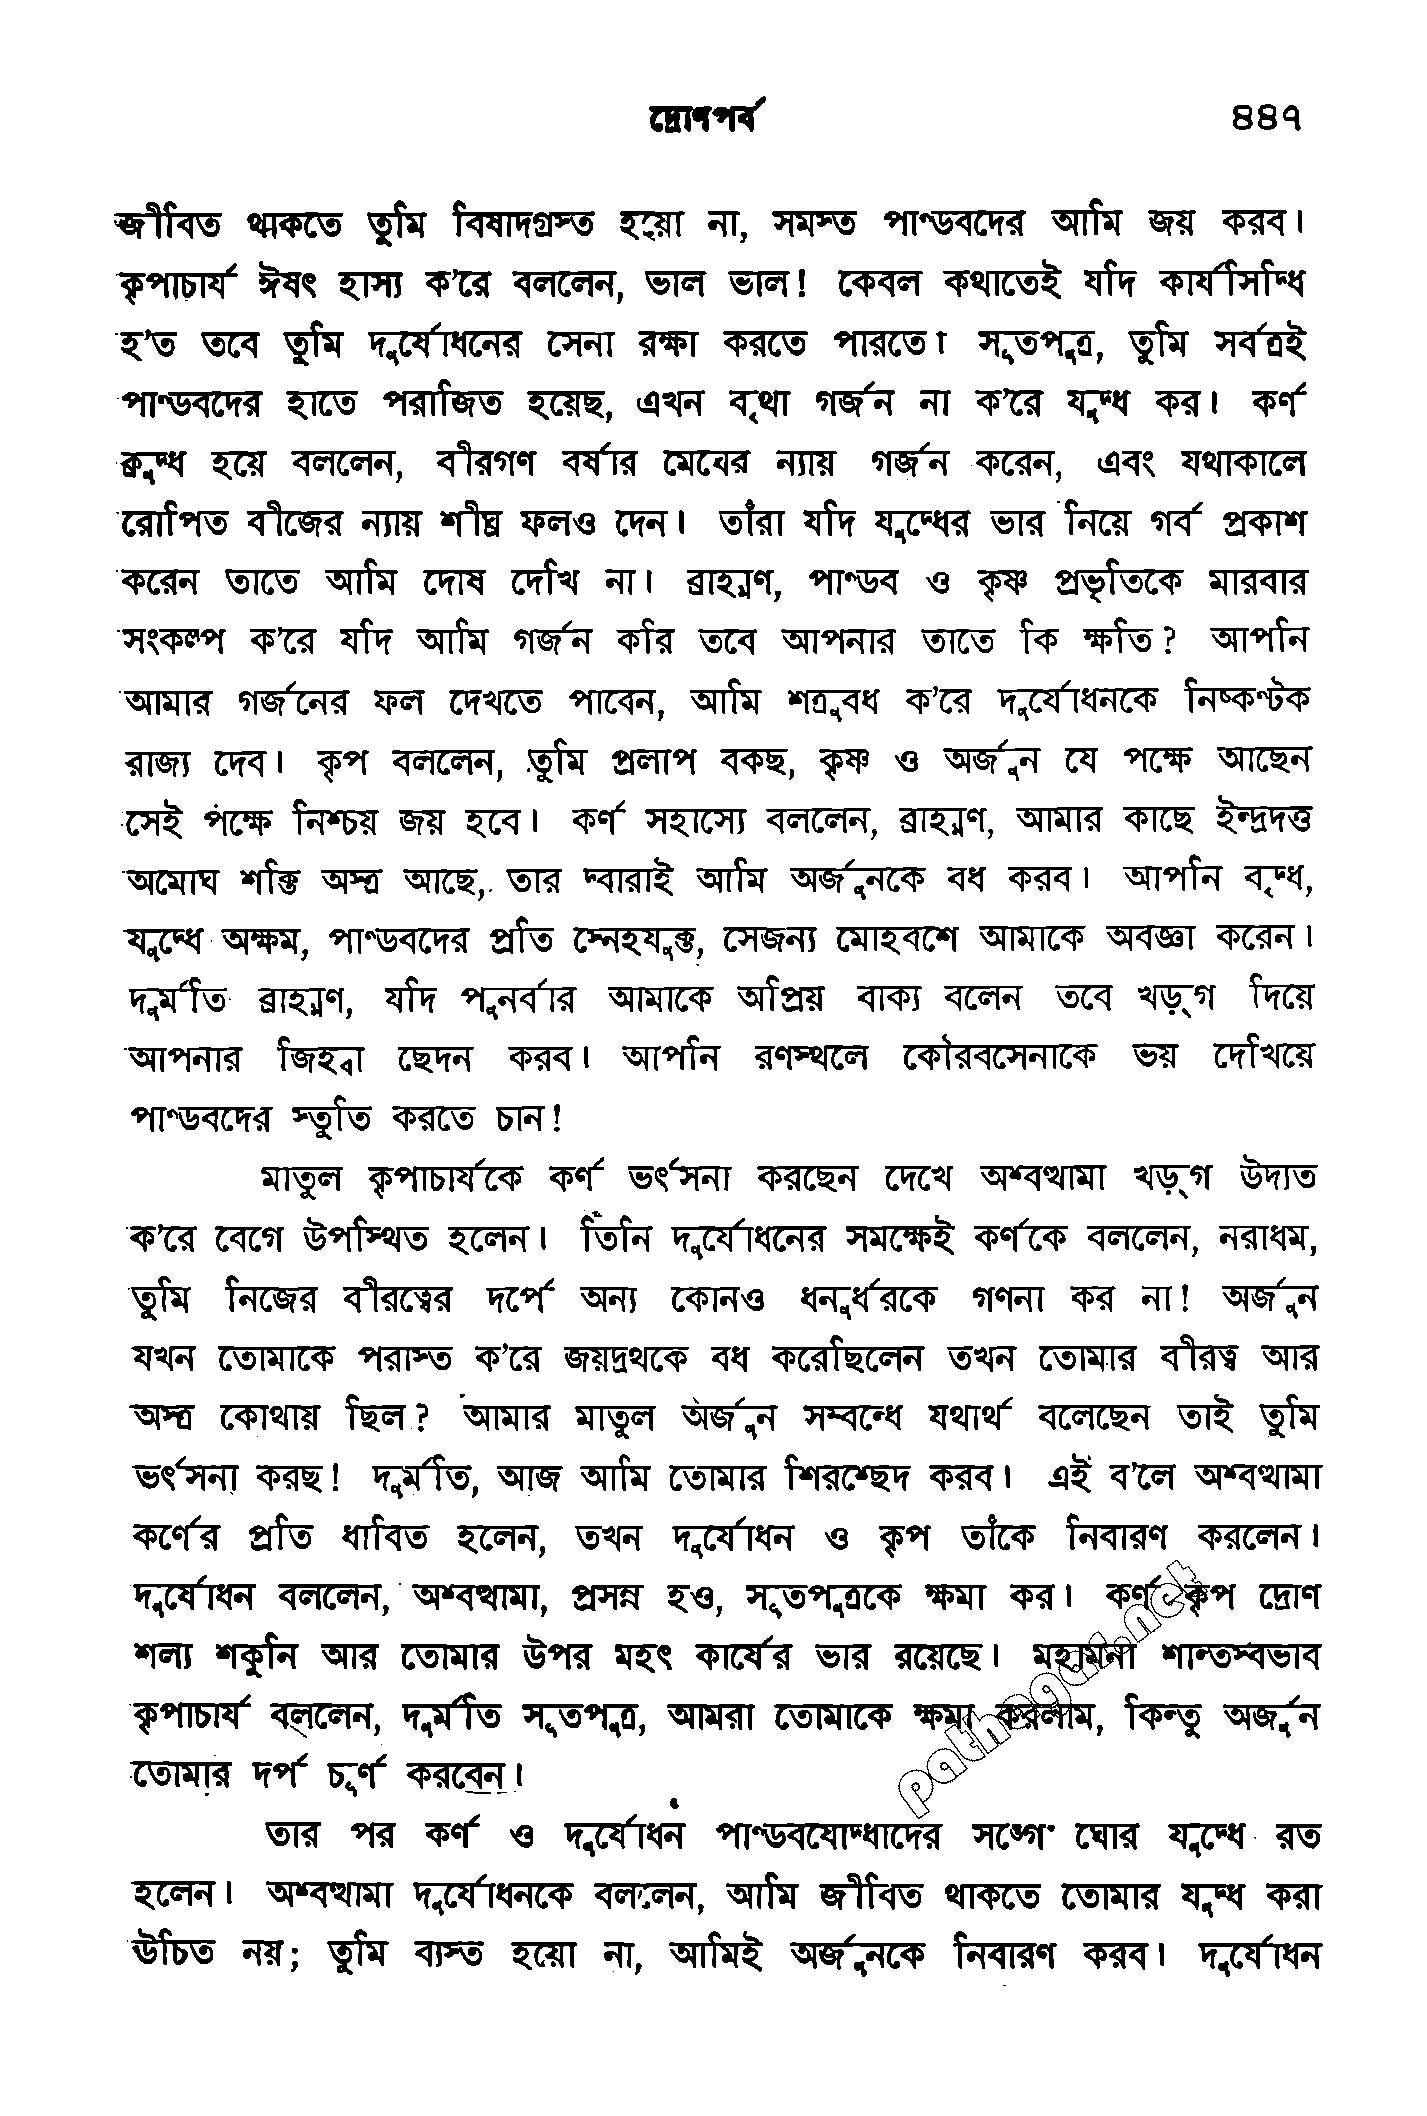 দ্রোণপর্ব ৪৪৭
জীবিত থাকতে তুমি বিষাদগ্রস্ত হয়ো না, সমস্ত পাণ্ডবদের আমি জয় করব।
কৃপাচার্য ঈষৎ হাস্য ক’রে বললেন, ভাল ভাল! কেবল কথাতেই যদি কার্যসিদ্ধি
হ’ত তবে তুমি দুর্যোধনের সেনা রক্ষা করতে পারতে। সূতপুত্র, তুমি সর্বত্রই
পাণ্ডবদের হাতে পরাজিত হয়েছ, এখন বৃথা গর্জন না ক’রে যুদ্ধ কর। কর্ণ
ক্রুদ্ধ হয়ে বললেন, বীরগণ বর্ষার মেঘের ন্যায় গর্জন করেন, এবং যথাকালে
রোপিত বীজের ন্যায় শীঘ্র ফলও দেন। তাঁরা যদি যুদ্ধের ভার নিয়ে গর্ব প্রকাশ
করেন তাতে আমি দোষ দেখি না। ব্রাহ্মণ, পাণ্ডব ও কৃষ্ণ প্রভৃতিকে মারবার
সংকল্প ক’রে যদি আমি গর্জন করি তবে আপনার তাতে কি ক্ষতি? আপনি
আমার গর্জনের ফল দেখতে পাবেন, আমি শত্রুবধ ক’রে দুর্যোধনকে নিষ্কণ্টক
রাজ্য দেব। কৃপ বললেন, তুমি প্রলাপ বকছ, কৃষ্ণ ও অর্জুন যে পক্ষে আছেন
সেই পক্ষে নিশ্চয় জয় হবে। কর্ণ সহাস্যে বললেন, ব্রাহ্মণ, আমার কাছে ইন্দ্রদত্ত
অমোঘ শক্তি অস্ত্র আছে, তার দ্বারাই আমি অর্জুনকে বধ করব। আপনি বৃদ্ধ,
যুদ্ধে অক্ষম, পাণ্ডবদের প্রতি স্নেহযুক্ত, সেজন্য মোহবশে আমাকে অবজ্ঞা করেন।
দুর্মতি ব্রাহ্মণ, যদি পুনর্বার আমাকে অপ্রিয় বাক্য বলেন তবে খড়্‌গ দিয়ে
আপনার জিহ্বা ছেদন করব। আপনি রণস্থলে কৌরবসেনাকে ভয় দেখিয়ে
পাণ্ডবদের স্তুতি করতে চান!
মাতুল কৃপাচার্যকে কর্ণ ভর্ৎসনা করছেন দেখে অশ্বত্থামা খড়্‌গ উদ্যত
ক’রে বেগে উপস্থিত হলেন। তিনি দুর্যোধনের সমক্ষেই কর্ণকে বললেন, নরাধম,
তুমি নিজের বীরত্বের দর্পে অন্য কোনও ধনুর্ধরকে গণনা কর না! অর্জুন
যখন তোমাকে পরাস্ত ক’রে জয়দ্রথকে বধ করেছিলেন তখন তোমার বীরত্ব আর
অস্ত্র কোথায় ছিল? আমার মাতুল অর্জুন সম্বন্ধে যথার্থ বলেছেন তাই তুমি
ভর্ৎসনা করছ! দুর্মতি, আজ আমি তোমার শিরশ্ছেদ করব। এই ব’লে অশ্বত্থামা
কর্ণের প্রতি ধাবিত হলেন, তখন দুর্যোধন ও কৃপ তাঁকে নিবারণ করলেন।
দুর্যোধন বললেন, অশ্বত্থামা, প্রসন্ন হও, সূতপুত্রকে ক্ষমা কর। কর্ণ কৃপ দ্রোণ
শল্য শকুনি আর তোমার উপর মহৎ কার্যের ভার রয়েছে। মহামনা শান্তস্বভাব
কৃপাচার্য বললেন, দুর্মতি সূতপুত্র, আমরা তোমাকে ক্ষমা করলাম, কিন্তু অর্জুন
তোমার দর্প চূর্ণ করবেন।
তার পর কর্ণ ও দুর্যোধন পাণ্ডবযোদ্ধাদের সঙ্গে ঘোর যুদ্ধে রত
হলেন। অশ্বত্থামা দুর্যোধনকে বললেন, আমি জীবিত থাকতে তোমার যুদ্ধ করা
উচিত নয়; তুমি ব্যস্ত হয়ো না, আমিই অর্জুনকে নিবারণ করব। দুর্যোধন
pathagar.net